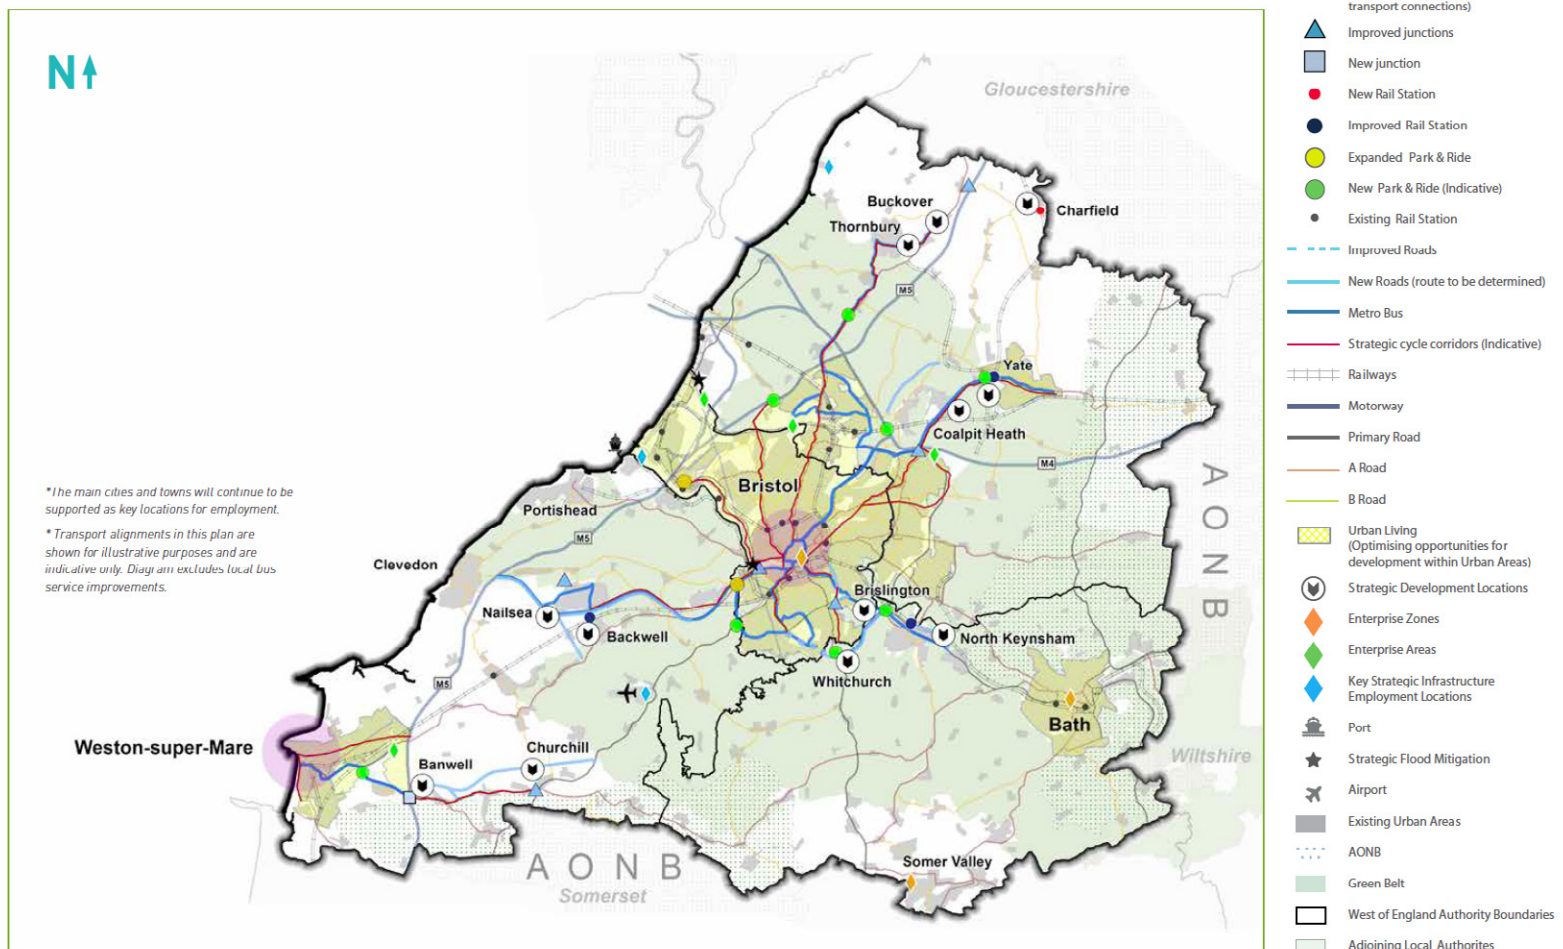 N
Gloucestershire
Buckover
Thornbury
Charfield
M5
Yate
Coalpit Heath
M4
Bristol
AONB
*The main cities and towns will continue to
supported as key locations for employment.
* Transport alignments in this plan are
shown for illustrative purposes and are
indicative only. Diagram excludes local bus
service improvements.
Portishead
M5
Clevedon
Brislington
Nailsea
Backwell
North Keynsham
Whitchurch
M5
Bath
Weston-super-Mare
Churchill
Banwell
Wiltshire
AONB
Somerset
Somer Valley
transport connections)
Improved junctions
New junction
New Rail Station
Improved Rail Station
Expanded Park & Ride
New Park & Ride (Indicative)
Existing Rail Station
Improved Roads
New Roads (route to be determined)
Metro Bus
Strategic cycle corridors (Indicative)
Railways
Motorway
Primary Road
A Road
B Road
Urban Living
(Optimising opportunities for
development within Urban Areas)
Strategic Development Locations
Enterprise Zones
Enterprise Areas
Key Strategic Infrastructure
Employment Locations
Port
Strategic Flood Mitigation
Airport
Existing Urban Areas
AONB
Green Belt
West of England Authority Boundaries
Adjoining Local Authorites